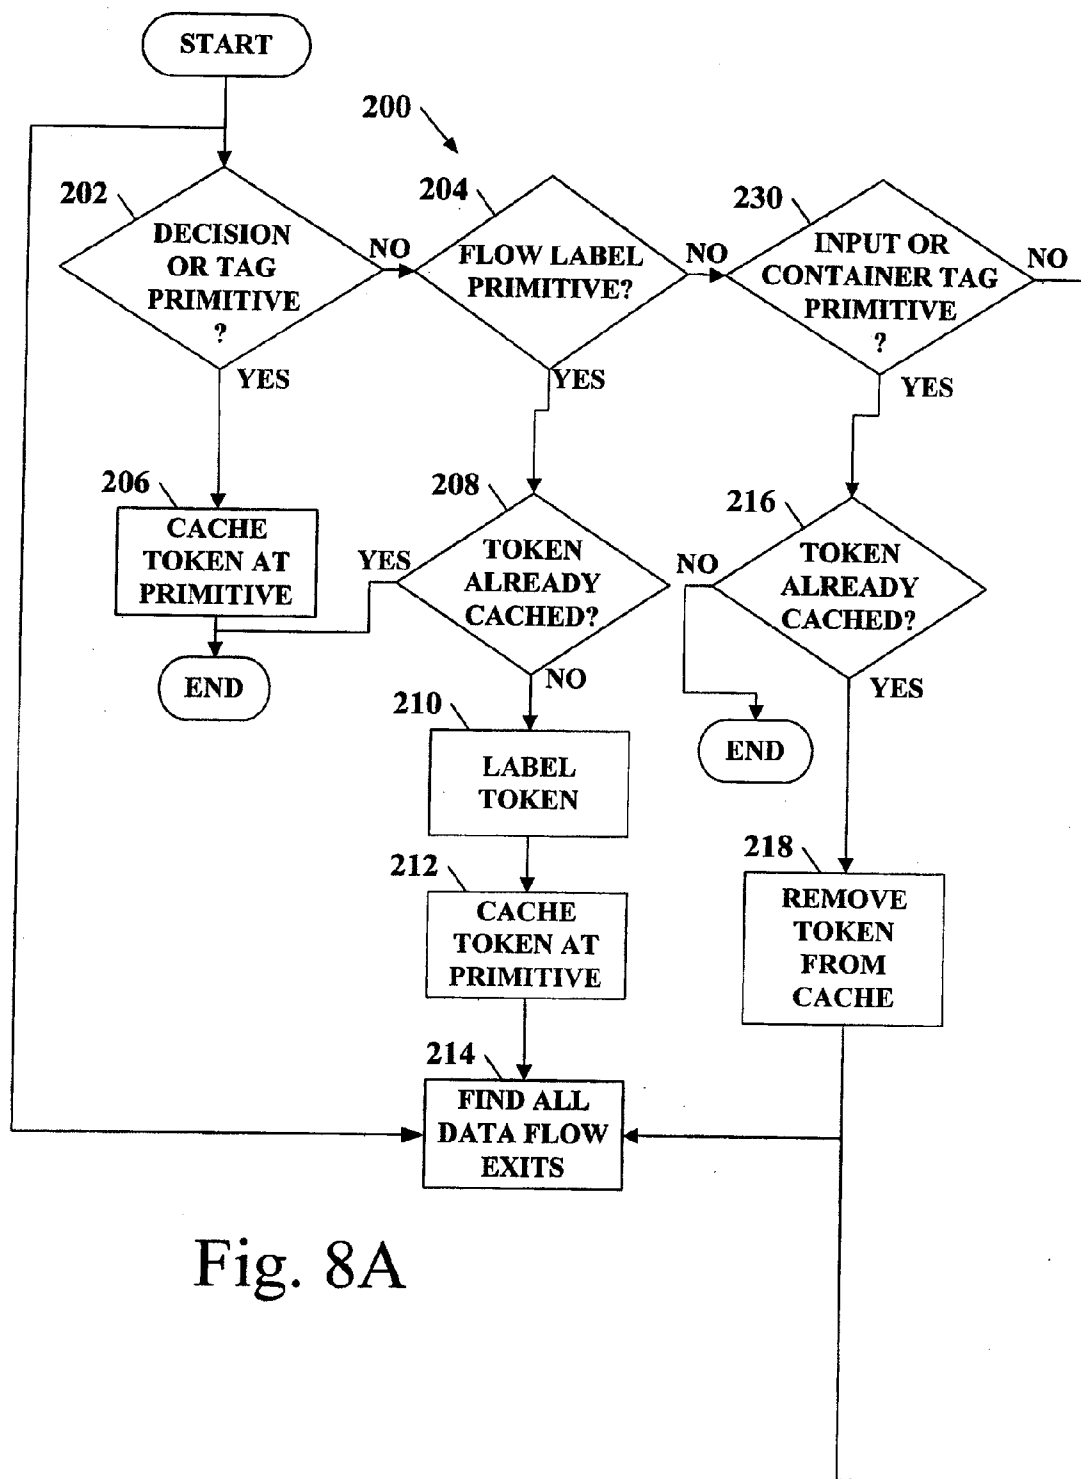 START
200
202
DECISION
OR TAG
PRIMITIVE
?
NO
YES
204
FLOW LABEL
PRIMITIVE?
NO
YES
230
INPUT OR
CONTAINER TAG
PRIMITIVE
?
NO
YES
206
CACHE
TOKEN AT
PRIMITIVE
END
208
YES
TOKEN
ALREADY
CACHED?
NO
216
NO
TOKEN
ALREADY
CACHED?
YES
END
210
LABEL
TOKEN
212
CACHE
TOKEN AT
PRIMITIVE
218
REMOVE
TOKEN
FROM
CACHE
214
FIND ALL
DATA FLOW
EXITS
Fig. 8A